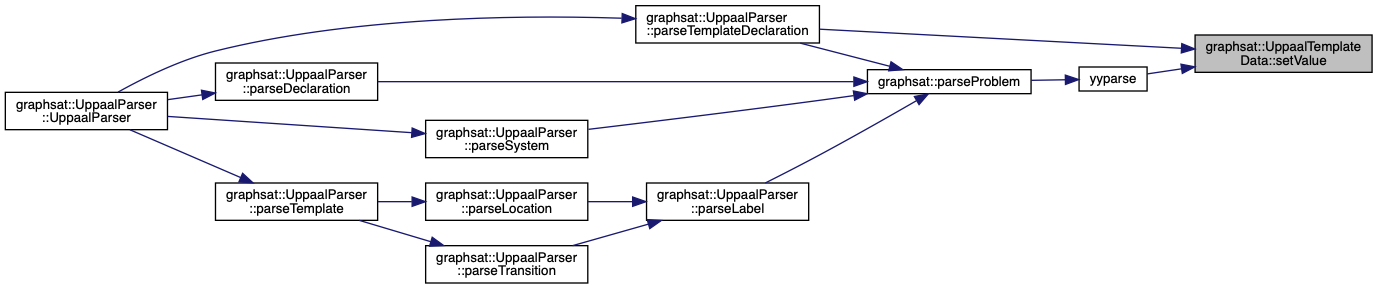 graphsat::UppaalParser
::UppaalParser
graphsat::UppaalParser
::parseDeclaration
graphsat::UppaalParser
::parseTemplate
graphsat::UppaalParser
::parseSystem
graphsat::UppaalParser
::parseLocation
graphsat::UppaalParser
::parseTransition
graphsat::UppaalParser
::parseTemplateDeclaration
graphsat::UppaalParser
::parseLabel
graphsat::parseProblem
yyparse
graphsat::UppaalTemplate
Data::setValue